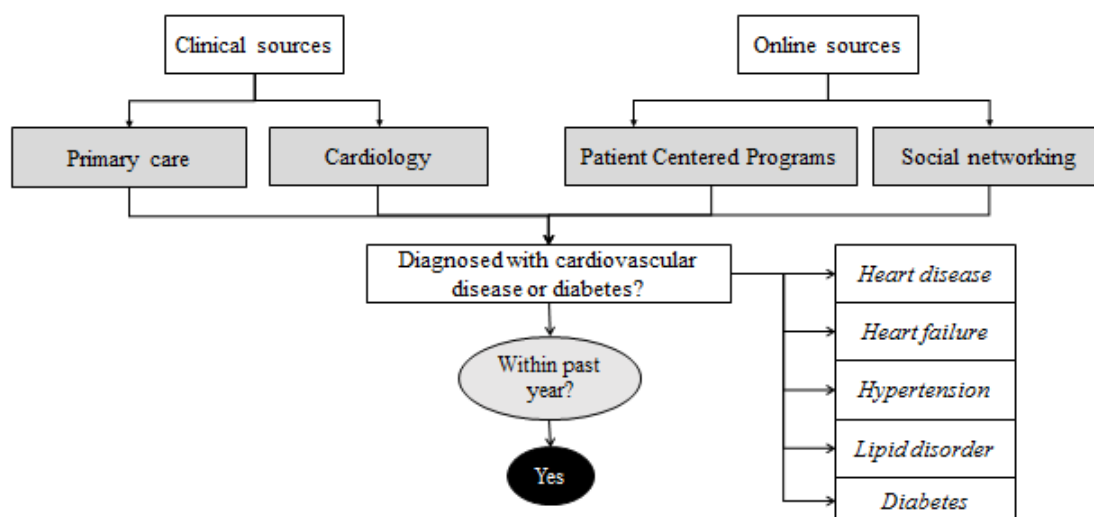 Clinical sources
Online sources
Primary care
Cardiology
Patient Centered Programs
Social networking
Diagnosed with cardiovascular
disease or diabetes?
Heart disease
Heart failure
Hypertension
Lipid disorder
Diabetes
Within past
year?
Yes